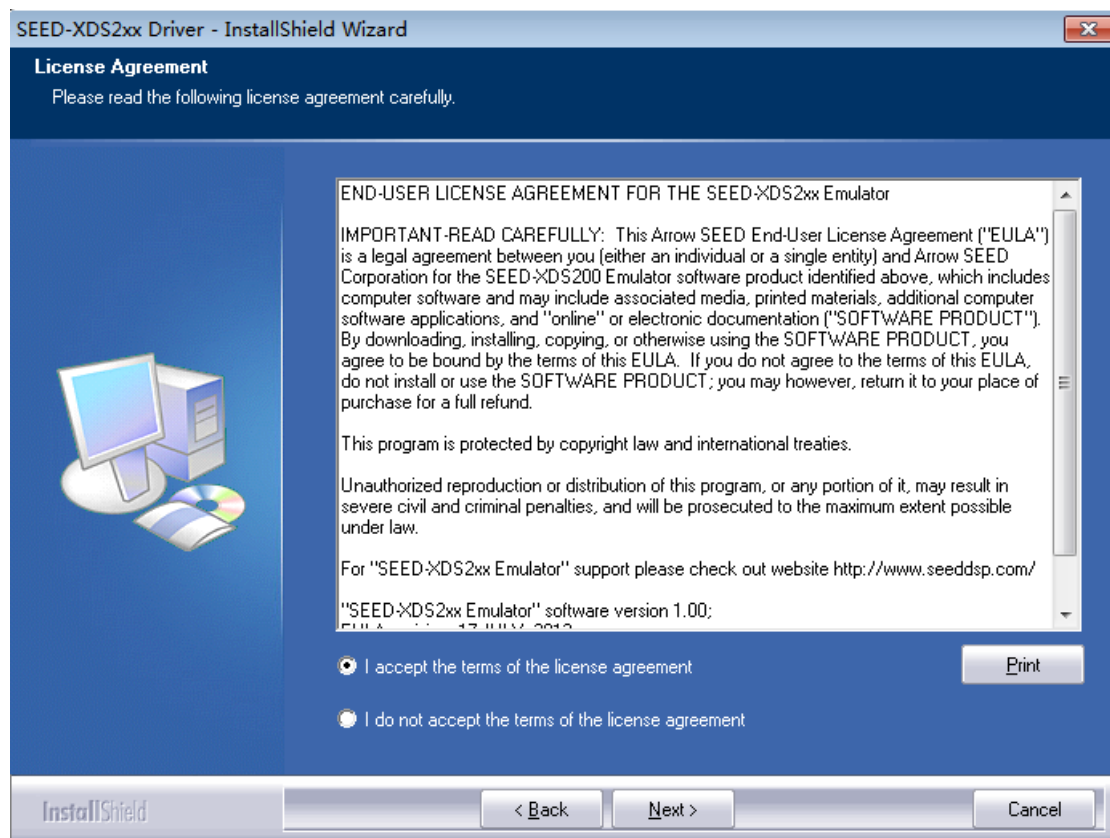 SEED-XDS2xx Driver - InstallShield Wizard
License Agreement
Please read the following license agreement carefully.
END-USER LICENSE AGREEMENT FOR THE SEED-XDS2xx Emulator
IMPORTANT-READ CAREFULLY:  This Arrow SEED End-User License Agreement ("EULA")
is a legal agreement between you (either an individual or a single entity) and Arrow SEED
Corporation for the SEED-XDS200 Emulator software product identified above, which includes
computer software and may include associated media, printed materials, additional computer
software applications, and "online" or electronic documentation ("SOFTWARE PRODUCT").
By downloading, installing, copying, or otherwise using the SOFTWARE PRODUCT, you
agree to be bound by the terms of this EULA.  If you do not agree to the terms of this EULA,
do not install or use the SOFTWARE PRODUCT; you may however, return it to your place of
purchase for a full refund.
This program is protected by copyright law and international treaties.
Unauthorized reproduction or distribution of this program, or any portion of it, may result in
severe civil and criminal penalties, and will be prosecuted to the maximum extent possible
under law.
For "SEED-XDS2xx Emulator" support please check out website http://www.seeddsp.com/
"SEED-XDS2xx Emulator" software version 1.00;
I accept the terms of the license agreement
Print
I do not accept the terms of the license agreement
InstallShield
< Back
Next >
Cancel